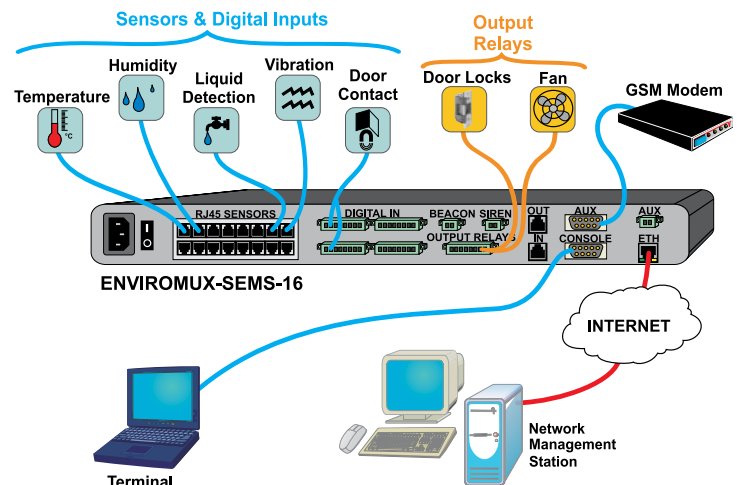 Sensors & Digital Inputs
Output
Relays
Temperature
Humidity
Liquid
Detection
Vibration
Door
Contact
Door Locks
Fan
GSM Modem
°C
RJ45 SENSORS
DIGITAL IN
BEACON
SIREN
OUT
AUX
AUX
OUTPUT RELAYS
IN
CONSOLE
ETH
I
O
ENVIROMUX-SEMS-16
INTERNET
Terminal
Network
Management
Station